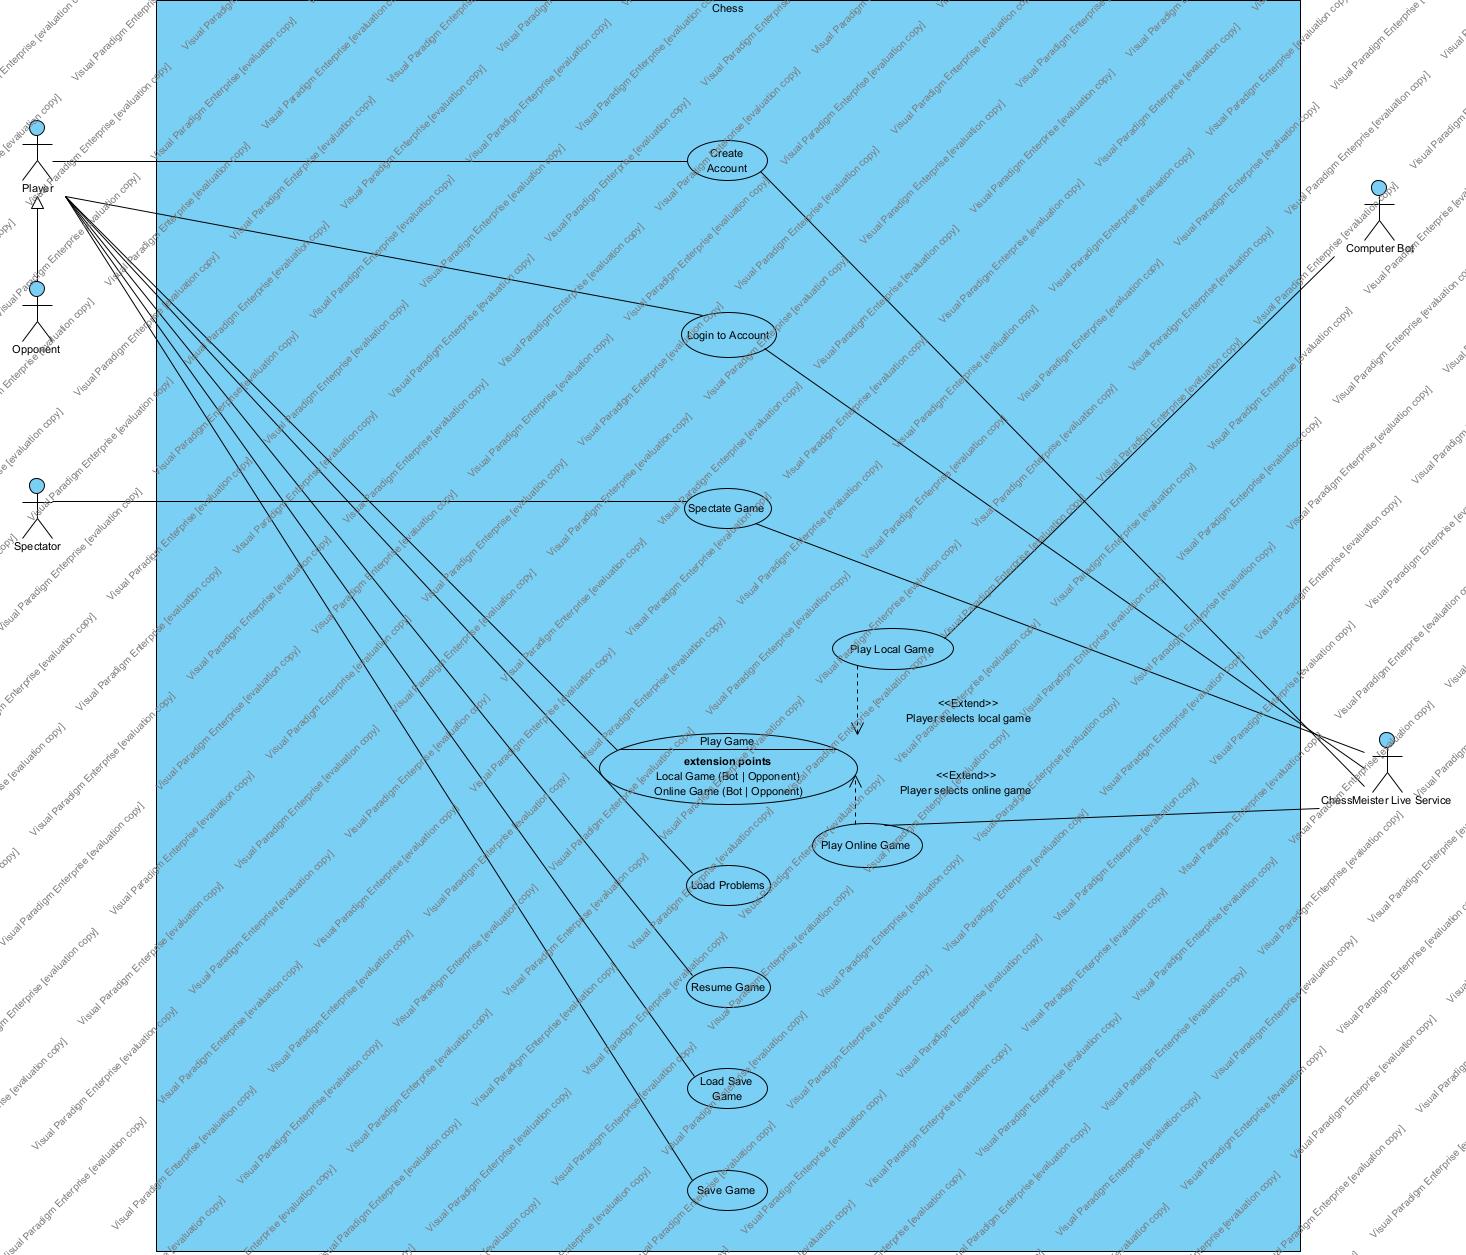 Chess
Player
Opponent
Spectator
Create
Account
Login to Account
Spectate Game
Play Local Game
<<Extend>>
Player selects local game
Play Game
extension points
Local Game (Bot | Opponent)
Online Game (Bot | Opponent)
<<Extend>>
Player selects online game
Play Online Game
Load Problems
Resume Game
Load Save
Game
Save Game
Computer Bot
ChessMeister Live Service
Visual Paradigm Enterprise [evaluation copy]